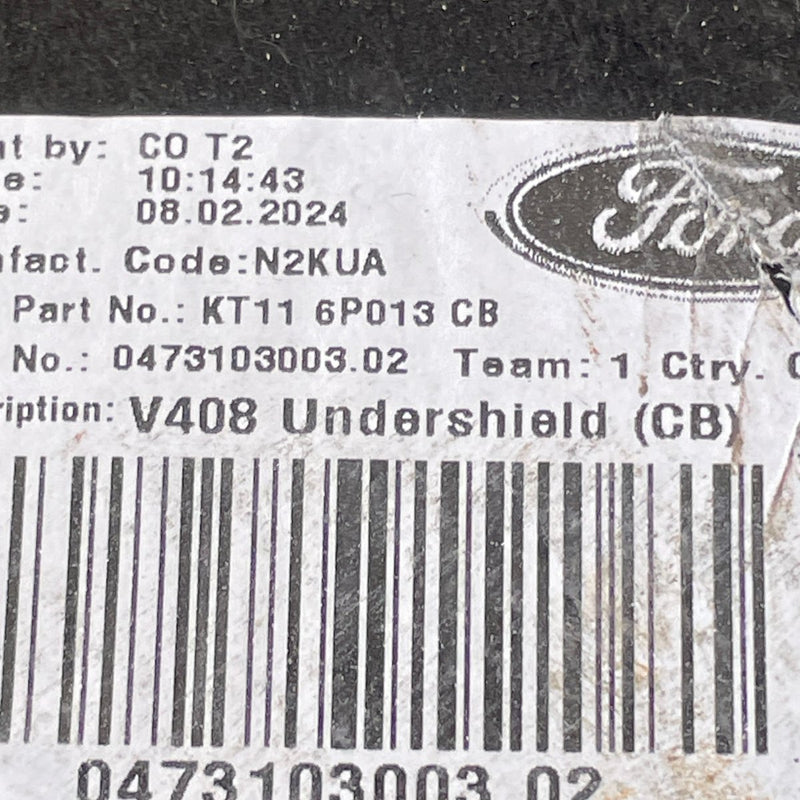 nt by: CO T2
Ford
e: 10:14:43
e: 08.02.2024
nfact. Code:N2KUA
Part No.: KT11 6P013 CB
No.: 0473103003.02 Team: 1 Ctry. C
ription: V408 Undershield (CB)
0473103003.02